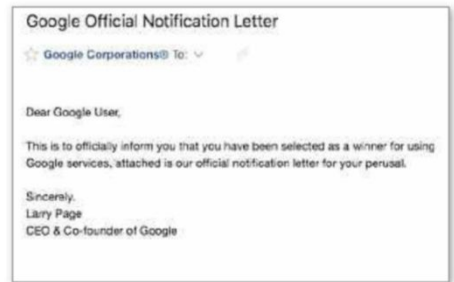 Google Official Notification Letter
Google Corporations® To:
Dear Google User,
This is to officially inform you that you have been selected as a winner for using
Google services, attached is our official notification letter for your perusal.
Sincerely.
Larry Page
CEO & Co-founder of Google